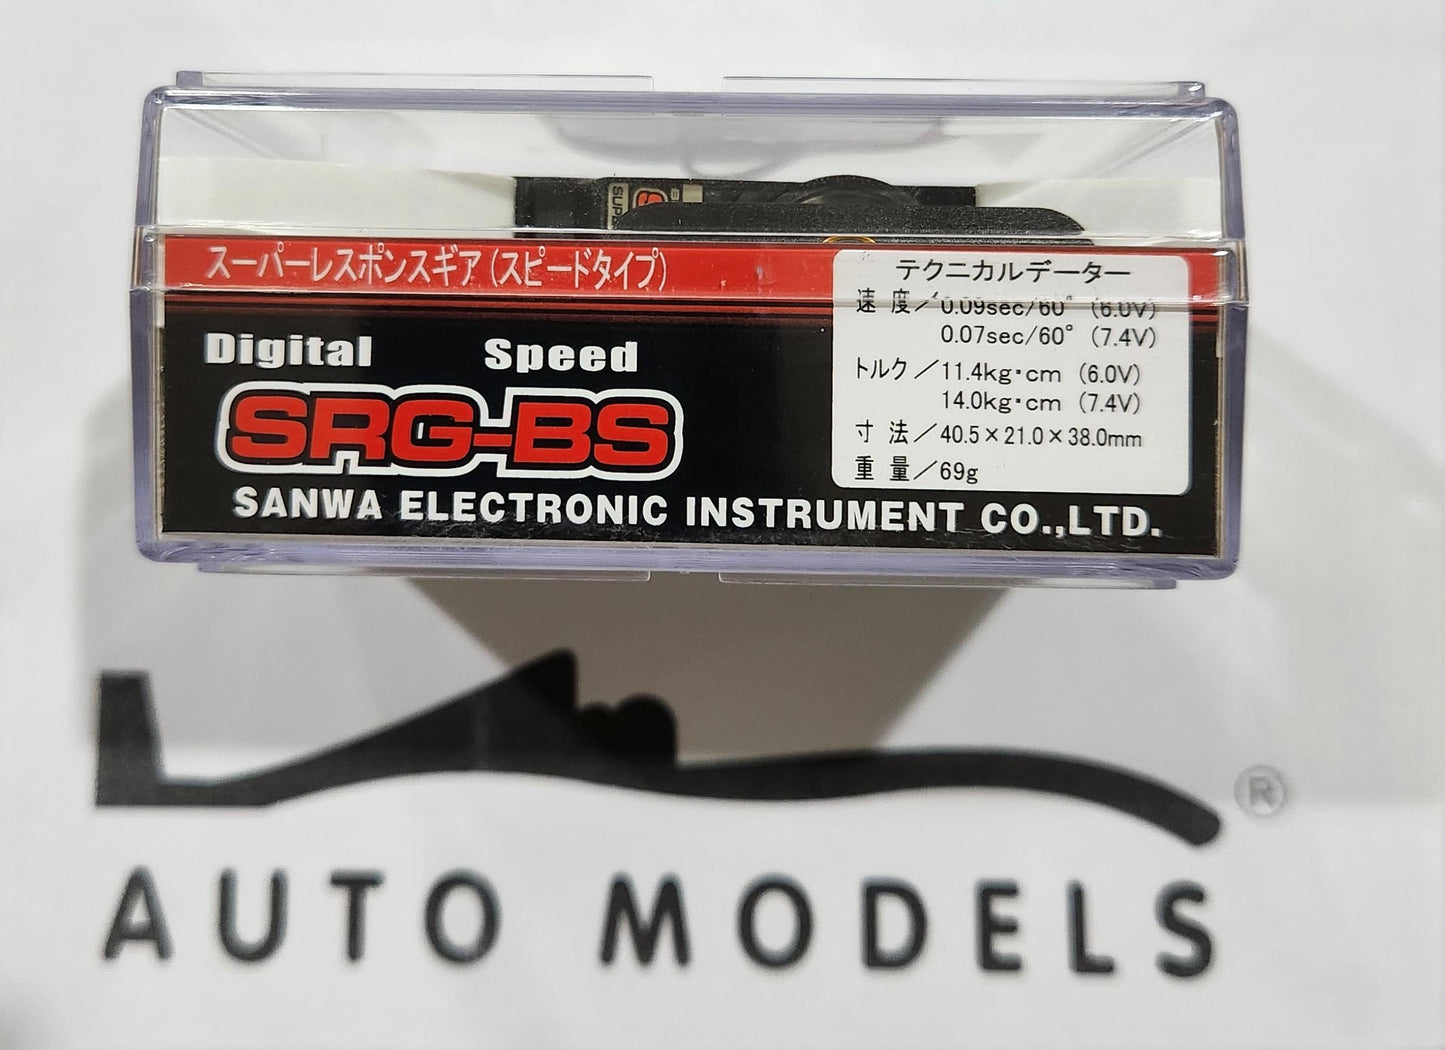 SUP
スーパーレスポンスギア(スピードタイプ)
Digital Speed
SRG-BS
SANWA ELECTRONIC INSTRUMENT CO.,LTD.
テクニカルデーター
速 度／0.09sec/60°(6.0V)
0.07sec/60°(7.4V)
トルク／11.4kg・cm(6.0V)
14.0kg・cm(7.4V)
寸 法／40.5×21.0×38.0mm
重 量／69g
®
AUTO MODELS